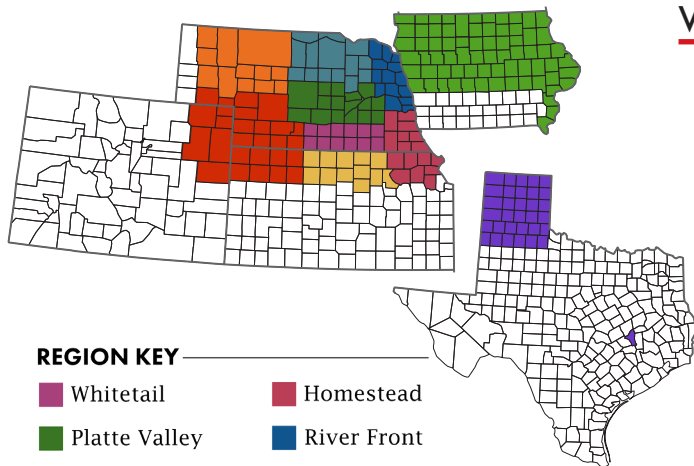 REGION KEY
Whitetail
Homestead
Platte Valley
River Front